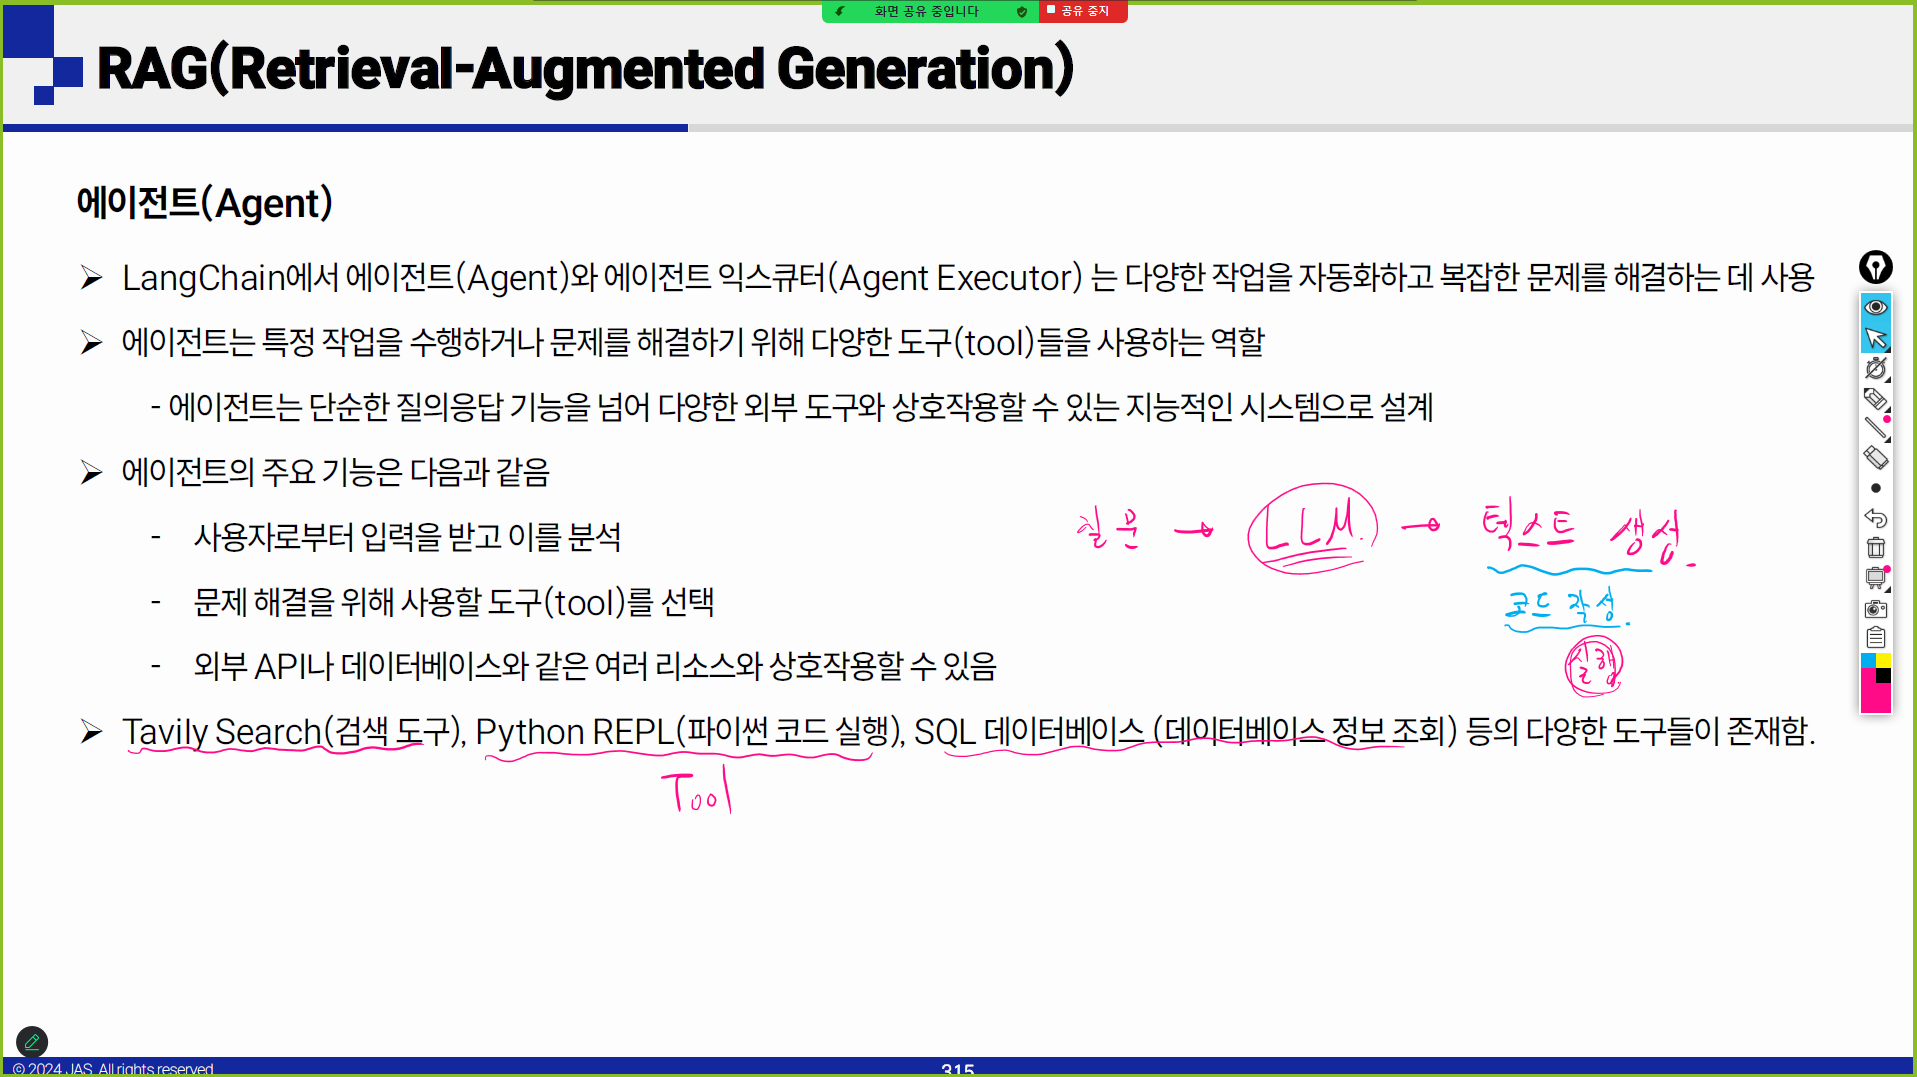 화면 공유 중입니다 공유 중지
RAG(Retrieval-Augmented Generation)
에이전트(Agent)
➢ LangChain에서 에이전트(Agent)와 에이전트 익스큐터(Agent Executor) 는 다양한 작업을 자동화하고 복잡한 문제를 해결하는 데 사용
➢ 에이전트는 특정 작업을 수행하거나 문제를 해결하기 위해 다양한 도구(tool)들을 사용하는 역할
- 에이전트는 단순한 질의응답 기능을 넘어 다양한 외부 도구와 상호작용할 수 있는 지능적인 시스템으로 설계
➢ 에이전트의 주요 기능은 다음과 같음
- 사용자로부터 입력을 받고 이를 분석
질문 → LLM. → 텍스트 생성.
- 문제 해결을 위해 사용할 도구(tool)를 선택
코드 작성.
- 외부 API나 데이터베이스와 같은 여러 리소스와 상호작용할 수 있음
실행
➢ Tavily Search(검색 도구), Python REPL(파이썬 코드 실행), SQL 데이터베이스 (데이터베이스 정보 조회) 등의 다양한 도구들이 존재함.
Tool
© 2024 JAS. All rights reserved
315